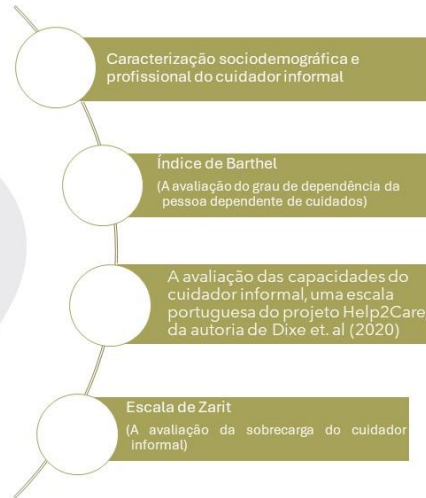 Caracterização sociodemográfica e
profissional do cuidador informal
Índice de Barthel
(A avaliação do grau de dependência da
pessoa dependente de cuidados)
A avaliação das capacidades do
cuidador informal, uma escala
portuguesa do projeto Help2Care
da autoria de Dixe et. al (2020)
Escala de Zarit
(A avaliação da sobrecarga do cuidador
informal)